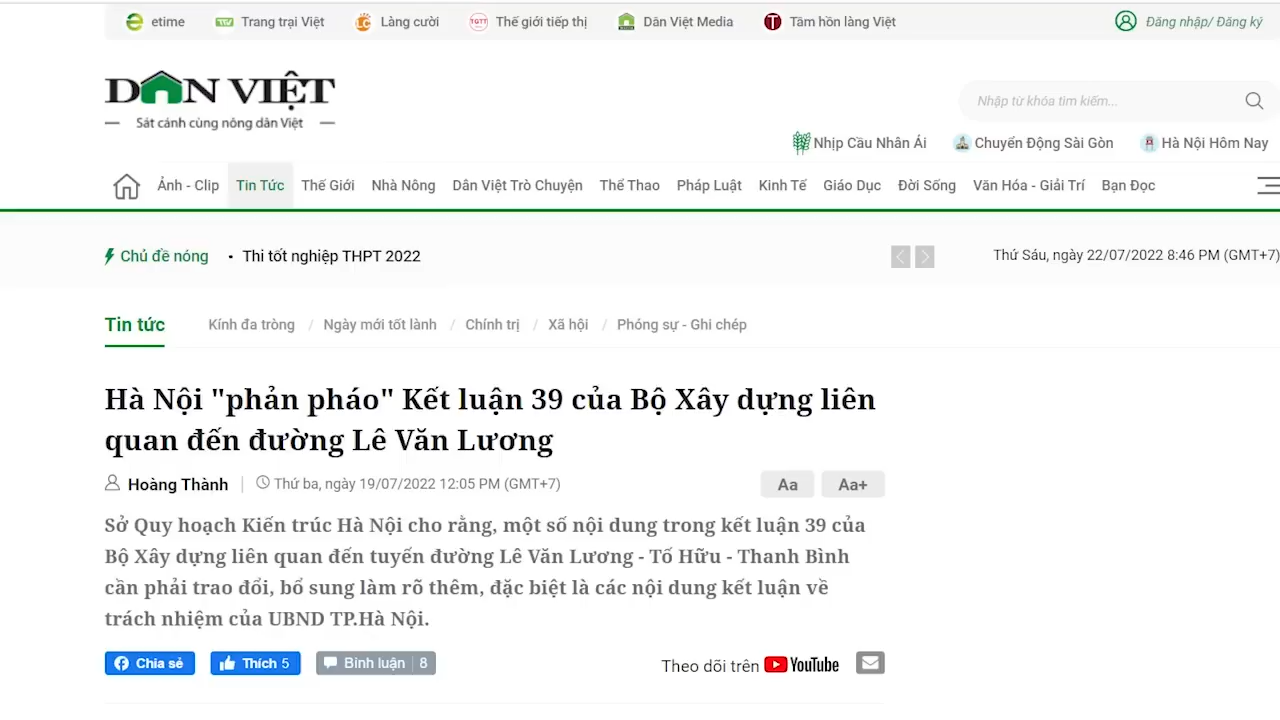 etime Trang trại Việt Làng cười Thế giới tiếp thị Dân Việt Media Tâm hồn làng Việt Đăng nhập/ Đăng ký
DÂN VIỆT
Sát cánh cùng nông dân Việt
Nhập từ khóa tìm kiếm...
Nhịp Cầu Nhân Ái Chuyển Động Sài Gòn Hà Nội Hôm Nay
Ảnh - Clip Tin Tức Thế Giới Nhà Nông Dân Việt Trò Chuyện Thể Thao Pháp Luật Kinh Tế Giáo Dục Đời Sống Văn Hóa - Giải Trí Bạn Đọc
Chủ đề nóng • Thi tốt nghiệp THPT 2022 Thứ Sáu, ngày 22/07/2022 8:46 PM (GMT+7)
Tin tức Kính đa tròng / Ngày mới tốt lành / Chính trị / Xã hội / Phóng sự - Ghi chép
Hà Nội "phản pháo" Kết luận 39 của Bộ Xây dựng liên
quan đến đường Lê Văn Lương
Hoàng Thành | Thứ ba, ngày 19/07/2022 12:05 PM (GMT+7) Aa Aa+
Sở Quy hoạch Kiến trúc Hà Nội cho rằng, một số nội dung trong kết luận 39 của
Bộ Xây dựng liên quan đến tuyến đường Lê Văn Lương - Tố Hữu - Thanh Bình
cần phải trao đổi, bổ sung làm rõ thêm, đặc biệt là các nội dung kết luận về
trách nhiệm của UBND TP.Hà Nội.
Chia sẻ Thích 5 Bình luận 8 Theo dõi trên YouTube